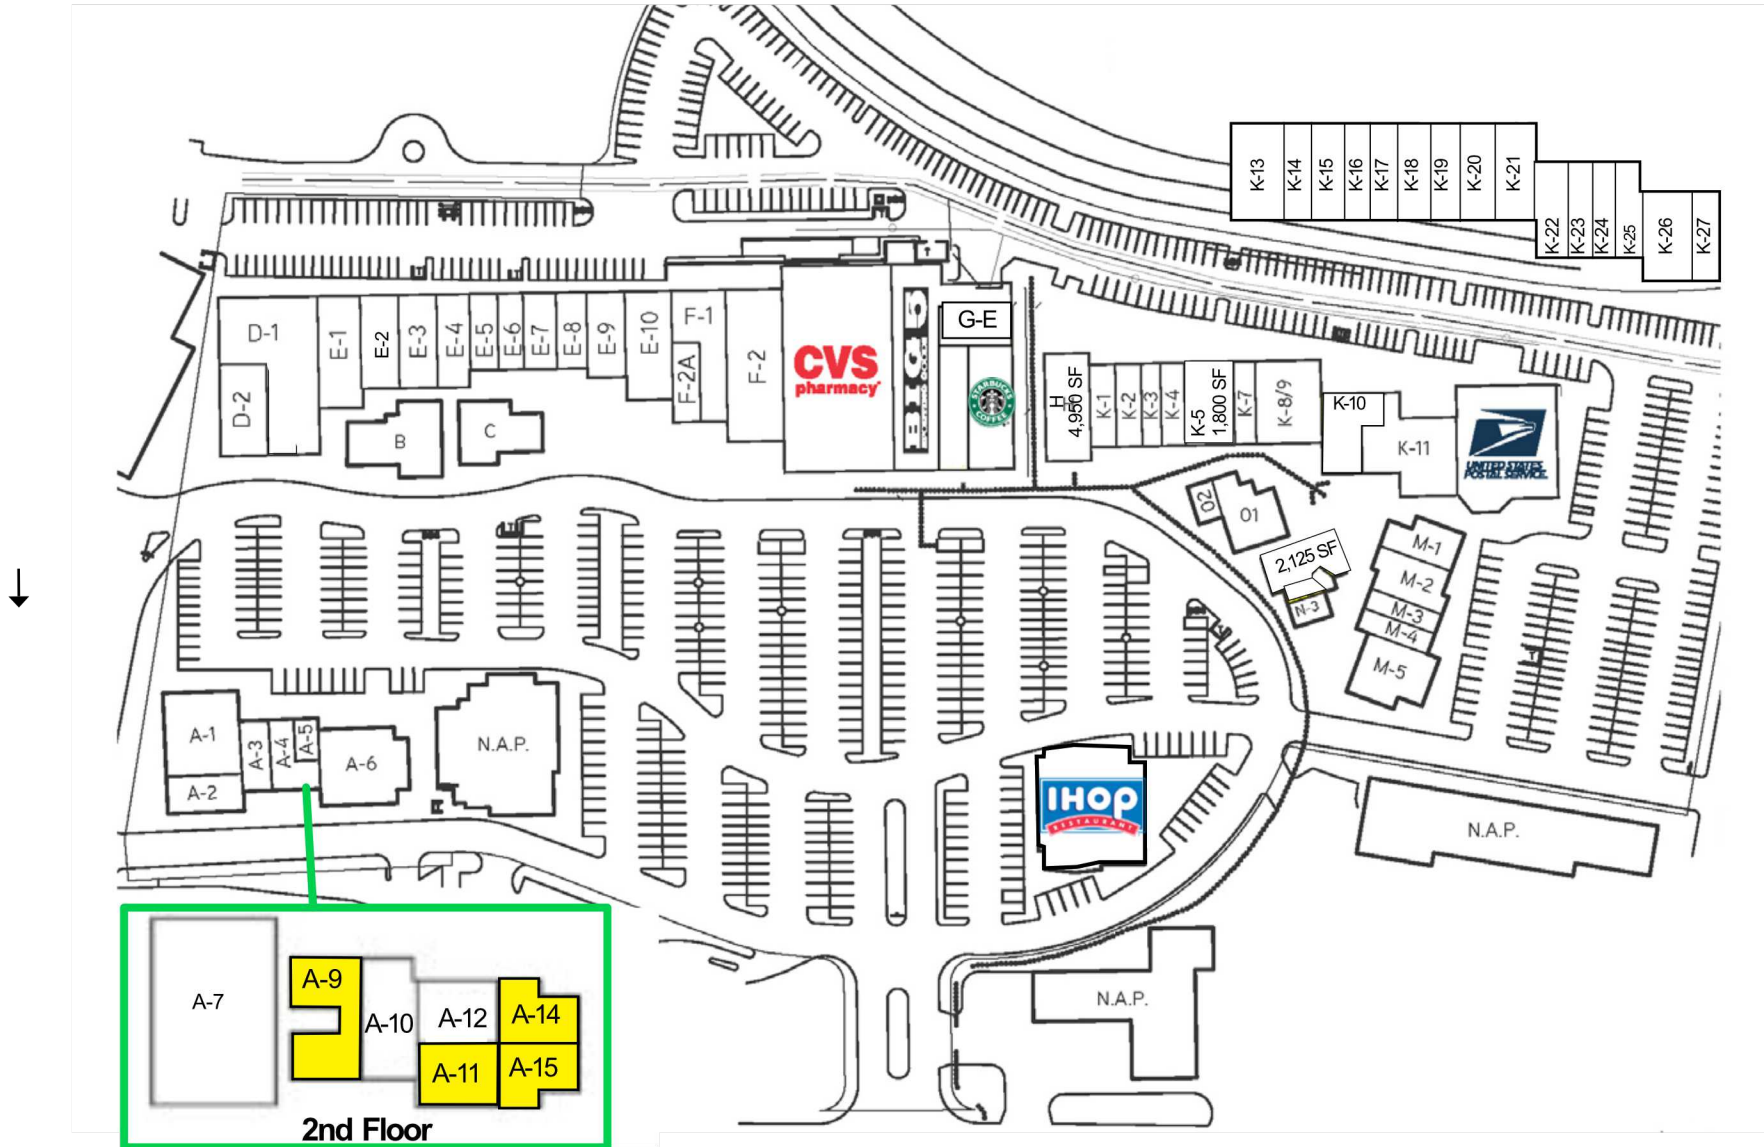 K-13
K-14
K-15
K-16
K-17
K-18
K-19
K-20
K-21
K-22
K-23
K-24
K-25
K-26
K-27
D-1
D-2
E-1
E-2
E-3
E-4
E-5
E-6
E-7
E-8
E-9
E-10
F-1
F-2A
F-2
CVS
pharmacy
G-E
STARBUCKS
COFFEE
H
4,950 SF
K-1
K-2
K-3
K-4
K-5
1,800 SF
K-7
K-8/9
K-10
K-11
UNITED STATES
POSTAL SERVICE
B
C
O2
O1
2,125 SF
N-3
M-1
M-2
M-3
M-4
M-5
A-1
A-2
A-3
A-4
A-5
A-6
N.A.P.
IHOP
RESTAURANT
N.A.P.
N.A.P.
A-7
A-9
A-10
A-12
A-14
A-11
A-15
2nd Floor